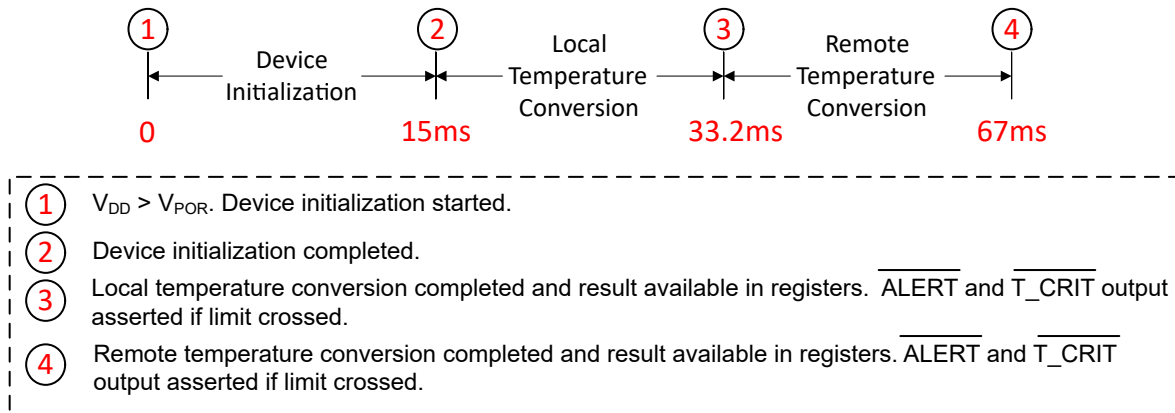 1 2 3 4
Device Initialization
Local Temperature Conversion
Remote Temperature Conversion
0 15ms 33.2ms 67ms
1 VDD > VPOR. Device initialization started.
2 Device initialization completed.
3 Local temperature conversion completed and result available in registers. ALERT and T_CRIT output
asserted if limit crossed.
4 Remote temperature conversion completed and result available in registers. ALERT and T_CRIT
output asserted if limit crossed.